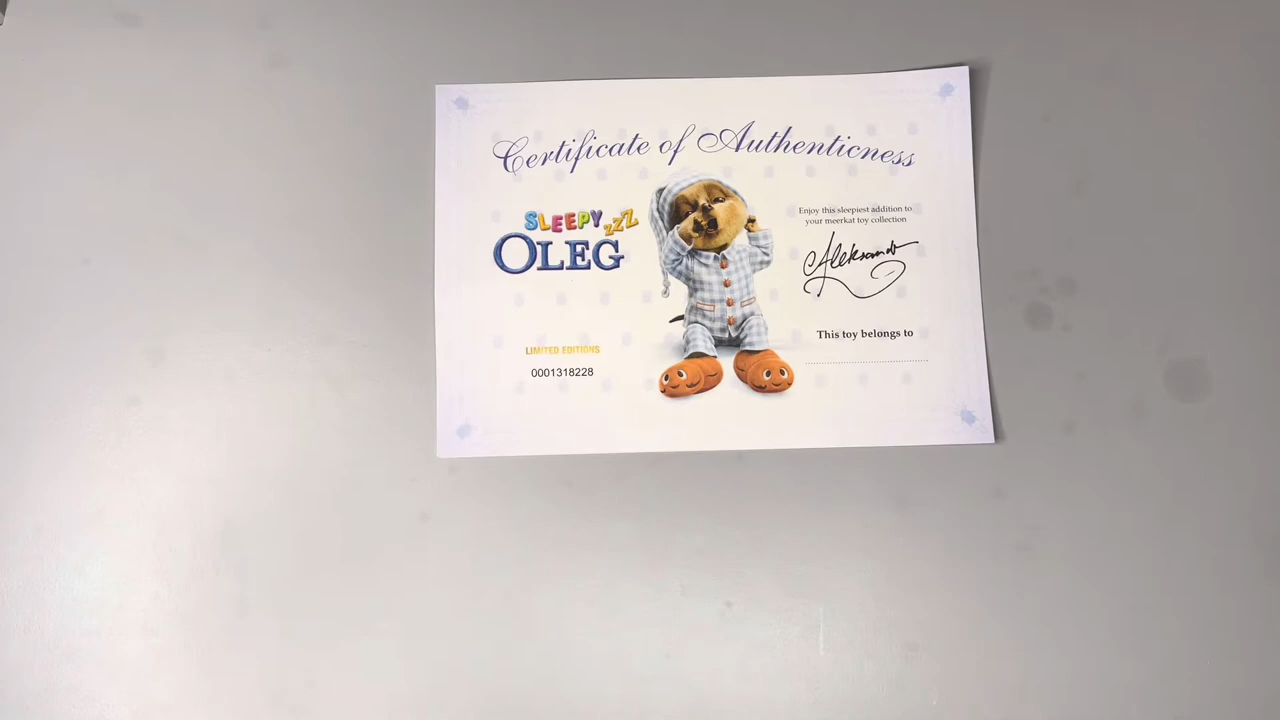 Certificate of Authenticness
SLEEPY zzz
OLEG
LIMITED EDITIONS
0001318228
Enjoy this sleepiest addition to
your meerkat toy collection
Aleksandr
This toy belongs to